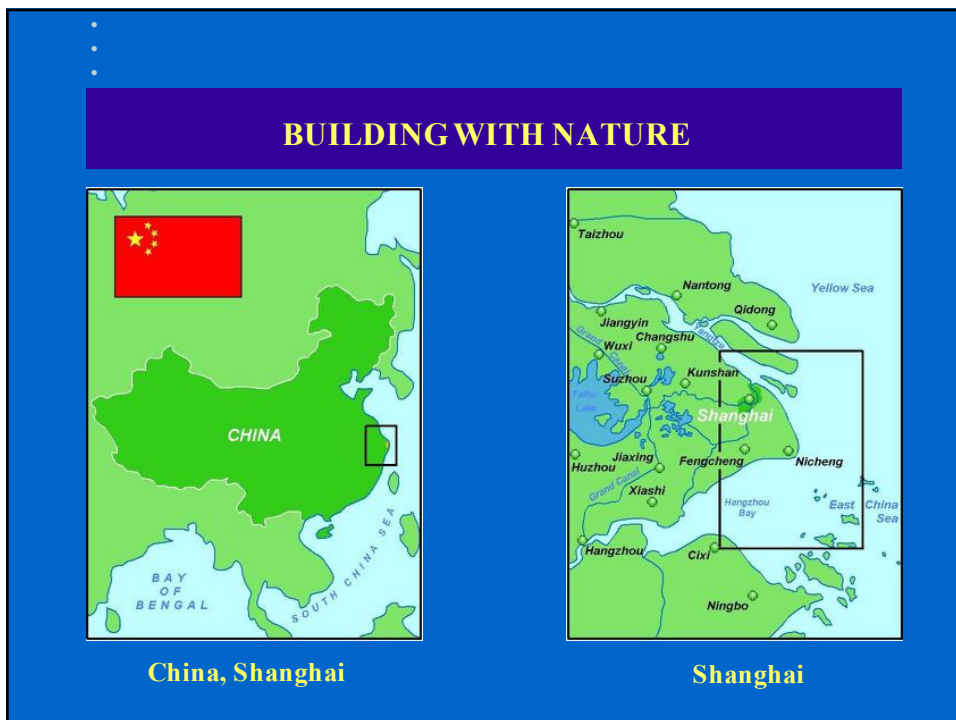 BUILDING WITH NATURE
CHINA
BAY
OF
BENGAL
SOUTH CHINA SEA
China, Shanghai
Taizhou
Yellow Sea
Nantong
Qidong
Jiangyin
Yangtze
Grand
Canal
Changshu
Wuxi
Kunshan
Suzhou
Taihu
Lake
Shanghai
Jiaxing
Fengcheng
Nicheng
Huzhou
Grand Canal
Xiashi
Hangzhou
Bay
East China
Sea
Hangzhou
Cixi
Ningbo
Shanghai